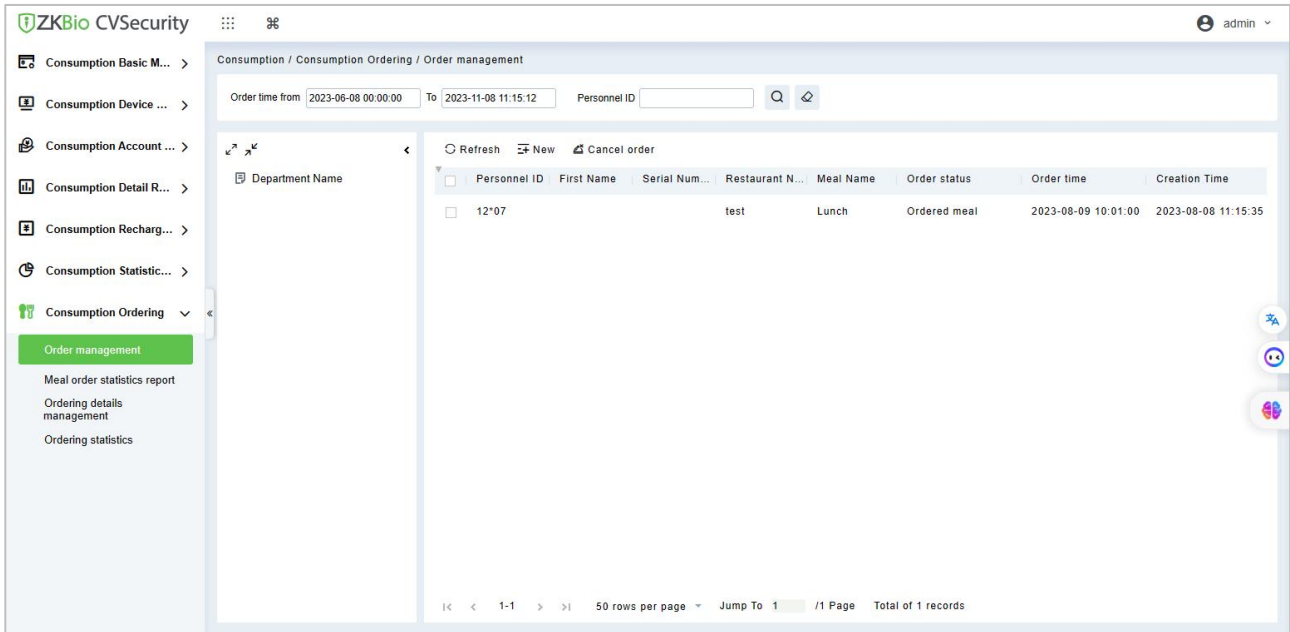 ZKBio CVSecurity
admin
Consumption Basic M...
Consumption Device ...
Consumption Account ...
Consumption Detail R...
Consumption Recharg...
Consumption Statistic...
Consumption Ordering
Order management
Meal order statistics report
Ordering details
management
Ordering statistics
Consumption / Consumption Ordering / Order management
Order time from 2023-06-08 00:00:00 To 2023-11-08 11:15:12 Personnel ID
Department Name
Refresh New Cancel order
Personnel ID First Name Serial Num... Restaurant N... Meal Name Order status Order time Creation Time
12*07 test Lunch Ordered meal 2023-08-09 10:01:00 2023-08-08 11:15:35
1-1 50 rows per page Jump To 1 /1 Page Total of 1 records